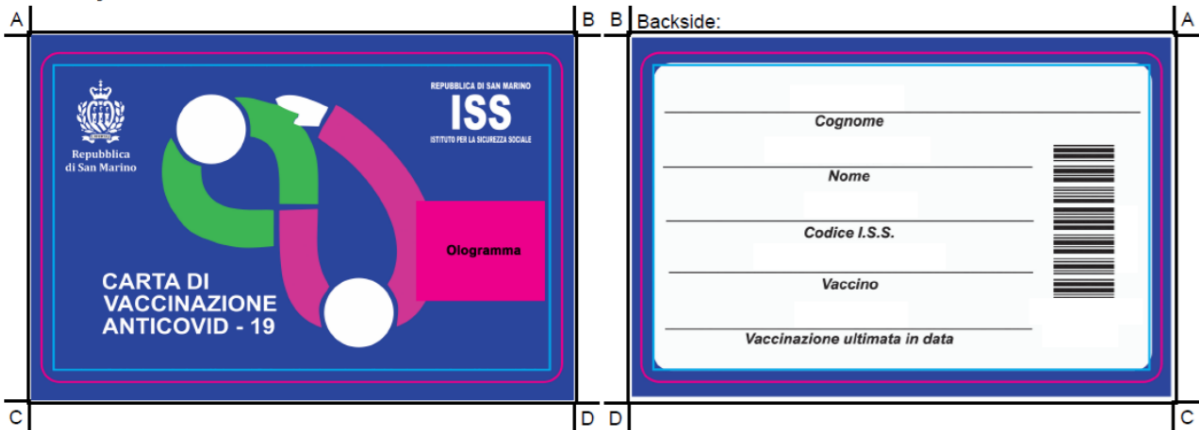 A
B
B
Backside:
A
Repubblica
di San Marino
REPUBBLICA DI SAN MARINO
ISS
ISTITUTO PER LA SICUREZZA SOCIALE
Ologramma
CARTA DI
VACCINAZIONE
ANTICOVID - 19
Cognome
Nome
Codice I.S.S.
Vaccino
Vaccinazione ultimata in data
C
D
D
C